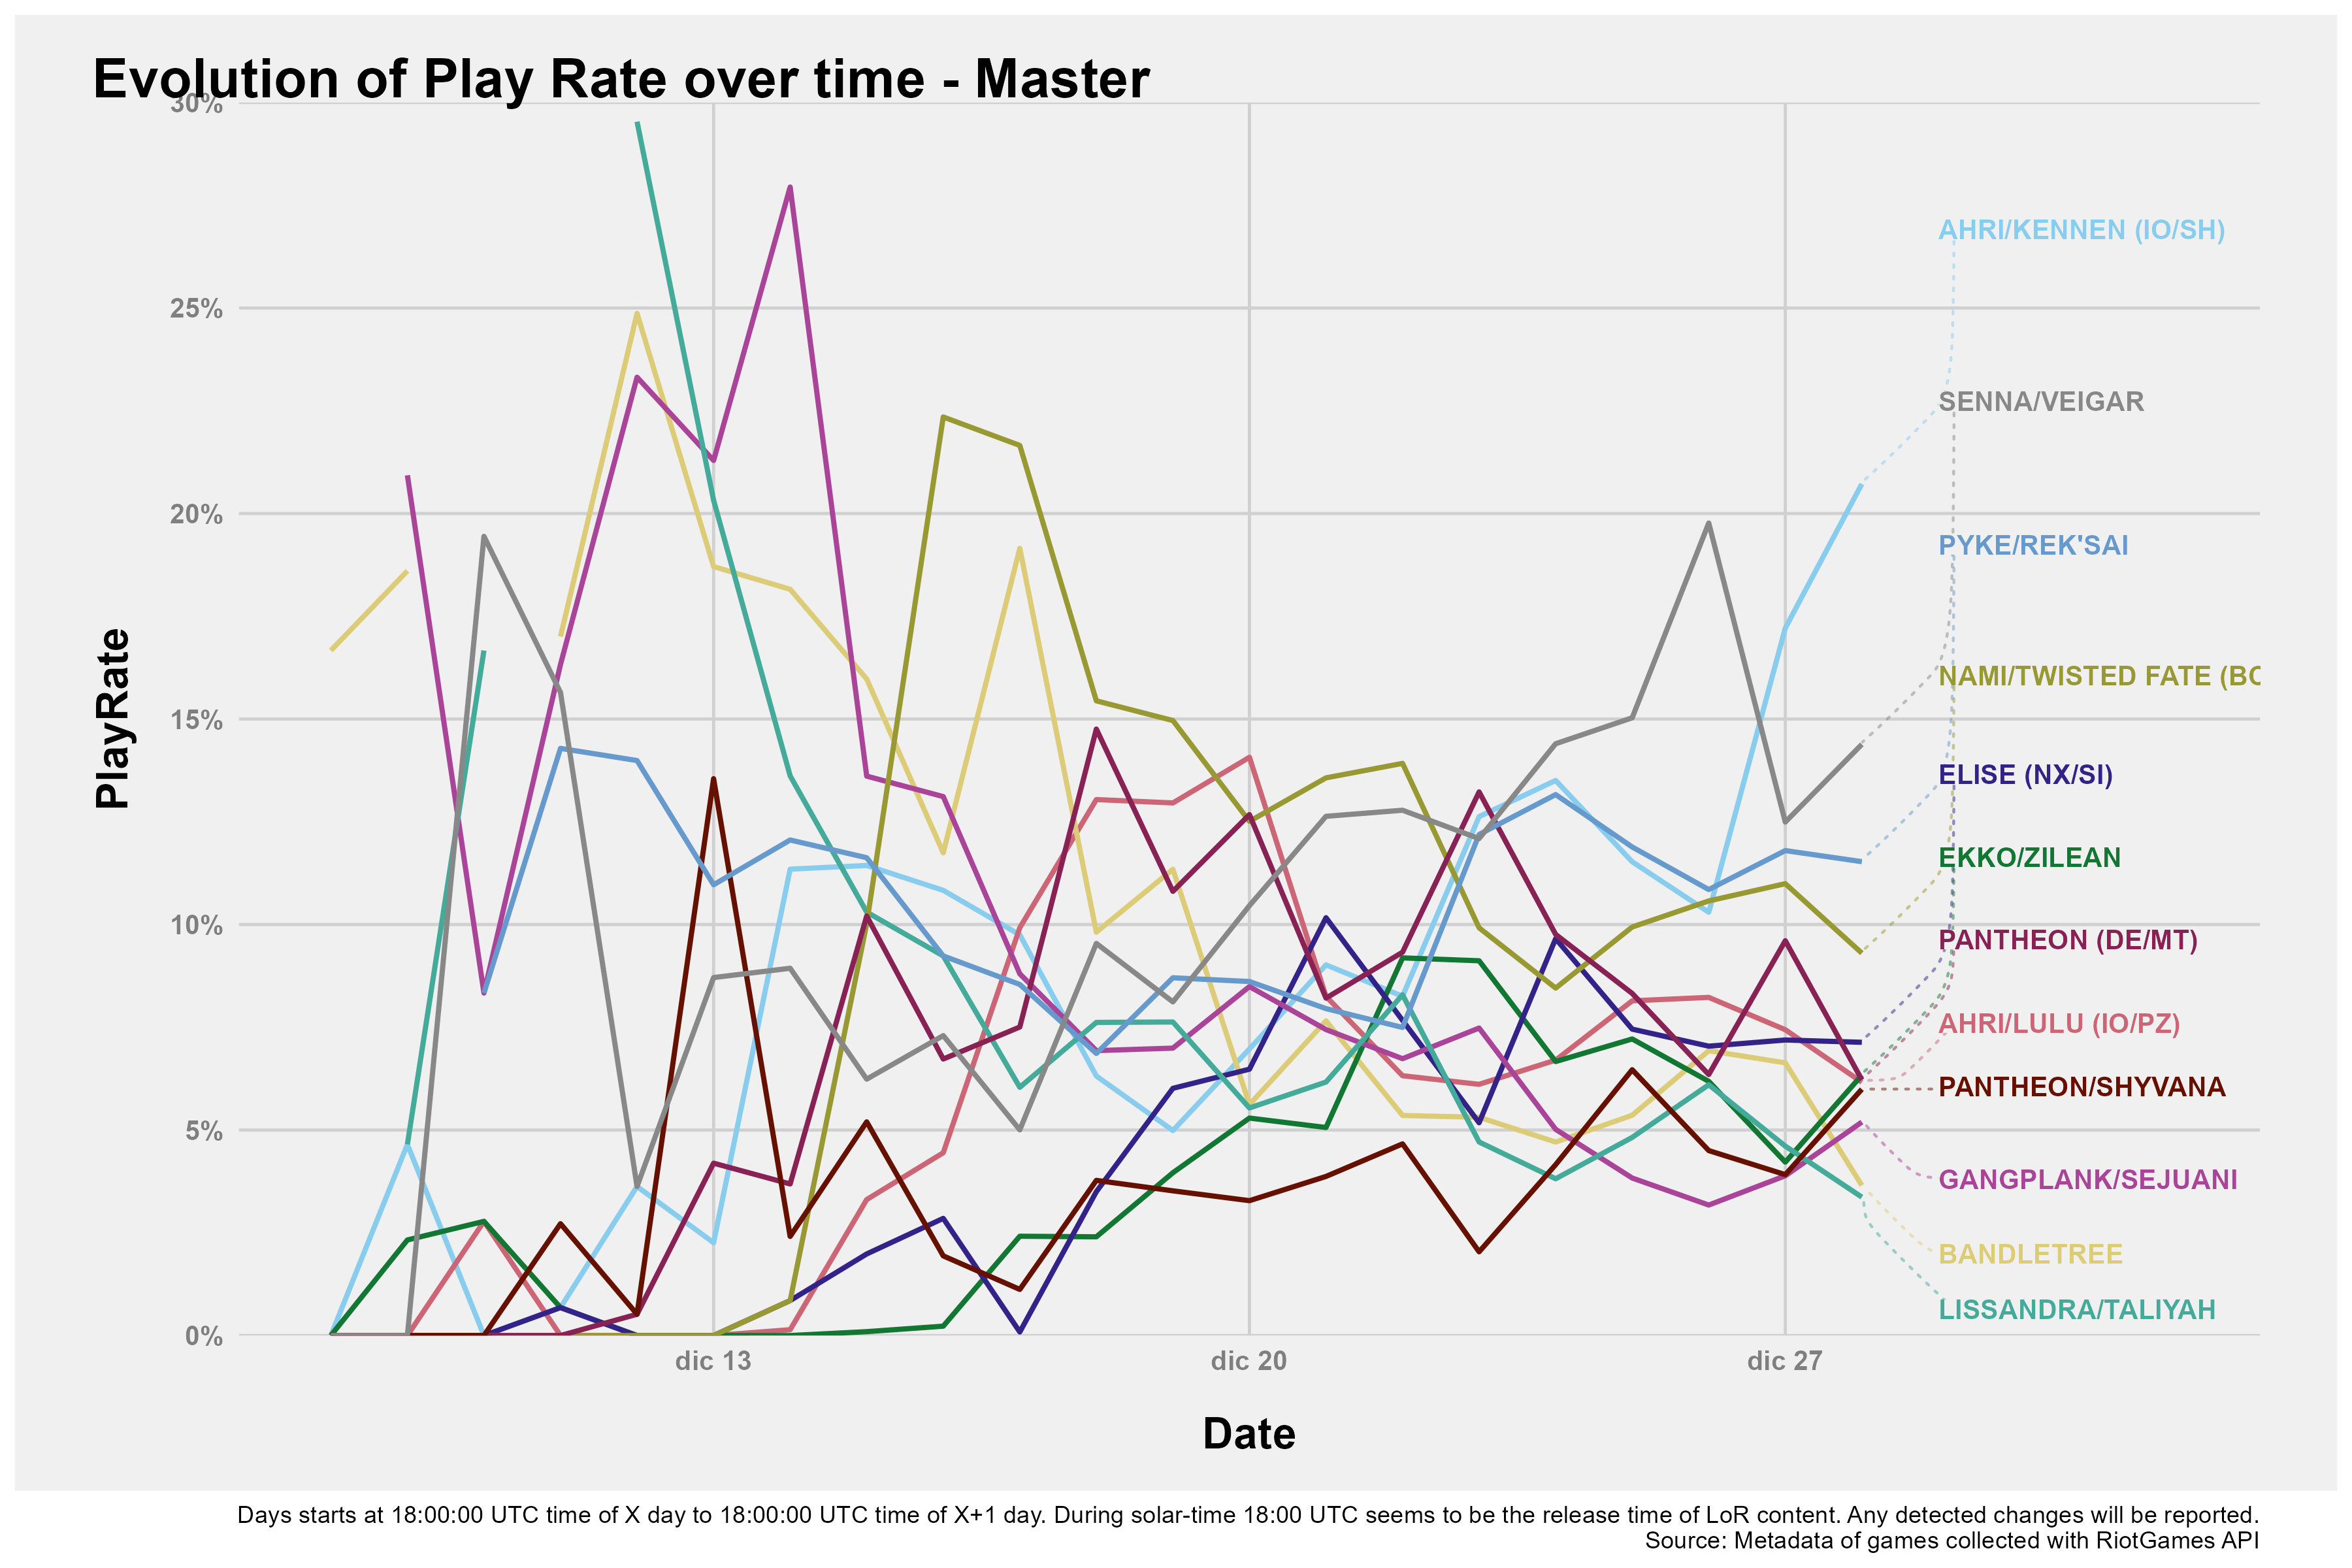 Evolution of Play Rate over time - Master
30%
25%
20%
15%
10%
5%
0%
PlayRate
AHRI/KENNEN (IO/SH)
SENNA/VEIGAR
PYKE/REK'SAI
NAMI/TWISTED FATE (BC
ELISE (NX/SI)
EKKO/ZILEAN
PANTHEON (DE/MT)
AHRI/LULU (IO/PZ)
PANTHEON/SHYVANA
GANGPLANK/SEJUANI
BANDLETREE
LISSANDRA/TALIYAH
dic 13
dic 20
dic 27
Date
Days starts at 18:00:00 UTC time of X day to 18:00:00 UTC time of X+1 day. During solar-time 18:00 UTC seems to be the release time of LoR content. Any detected changes will be reported.
Source: Metadata of games collected with RiotGames API